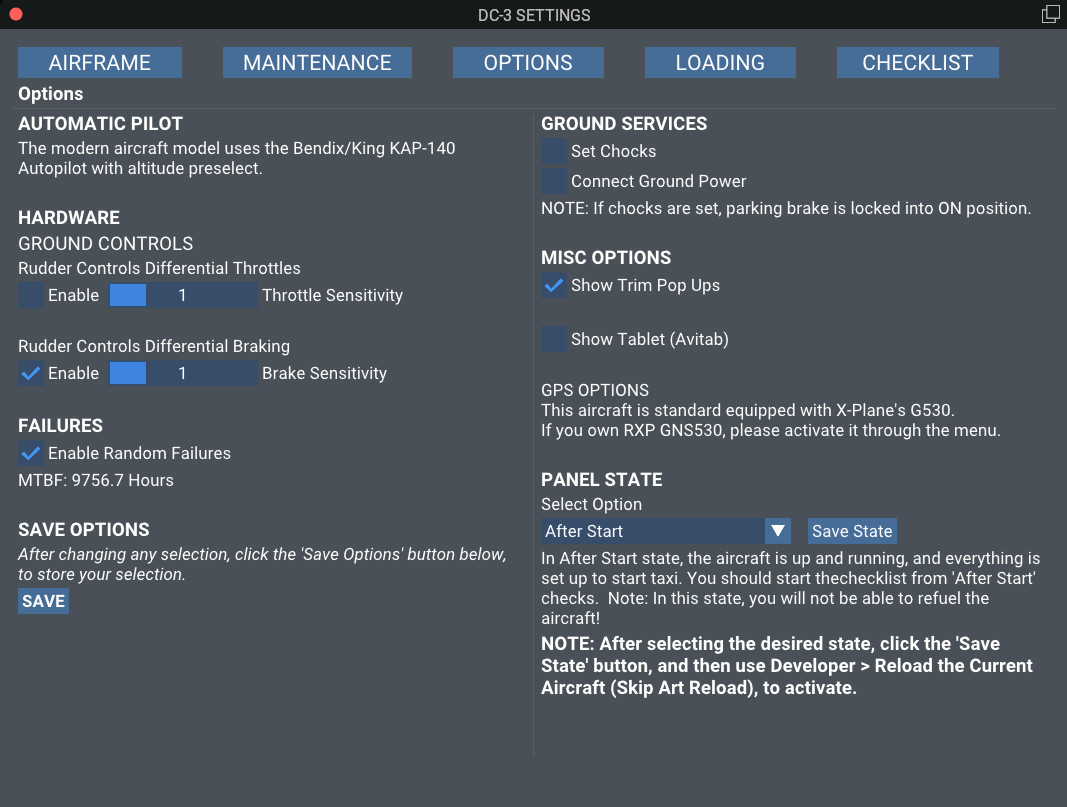 DC-3 SETTINGS
AIRFRAME
MAINTENANCE
OPTIONS
LOADING
CHECKLIST
Options
AUTOMATIC PILOT
The modern aircraft model uses the Bendix/King KAP-140
Autopilot with altitude preselect.
HARDWARE
GROUND CONTROLS
Rudder Controls Differential Throttles
Enable 1 Throttle Sensitivity
Rudder Controls Differential Braking
Enable 1 Brake Sensitivity
FAILURES
Enable Random Failures
MTBF: 9756.7 Hours
SAVE OPTIONS
After changing any selection, click the 'Save Options' button below,
to store your selection.
SAVE
GROUND SERVICES
Set Chocks
Connect Ground Power
NOTE: If chocks are set, parking brake is locked into ON position.
MISC OPTIONS
Show Trim Pop Ups
Show Tablet (Avitab)
GPS OPTIONS
This aircraft is standard equipped with X-Plane's G530.
If you own RXP GNS530, please activate it through the menu.
PANEL STATE
Select Option
After Start
Save State
In After Start state, the aircraft is up and running, and everything is
set up to start taxi. You should start thechecklist from 'After Start'
checks.  Note: In this state, you will not be able to refuel the
aircraft!
NOTE: After selecting the desired state, click the 'Save
State' button, and then use Developer > Reload the Current
Aircraft (Skip Art Reload), to activate.